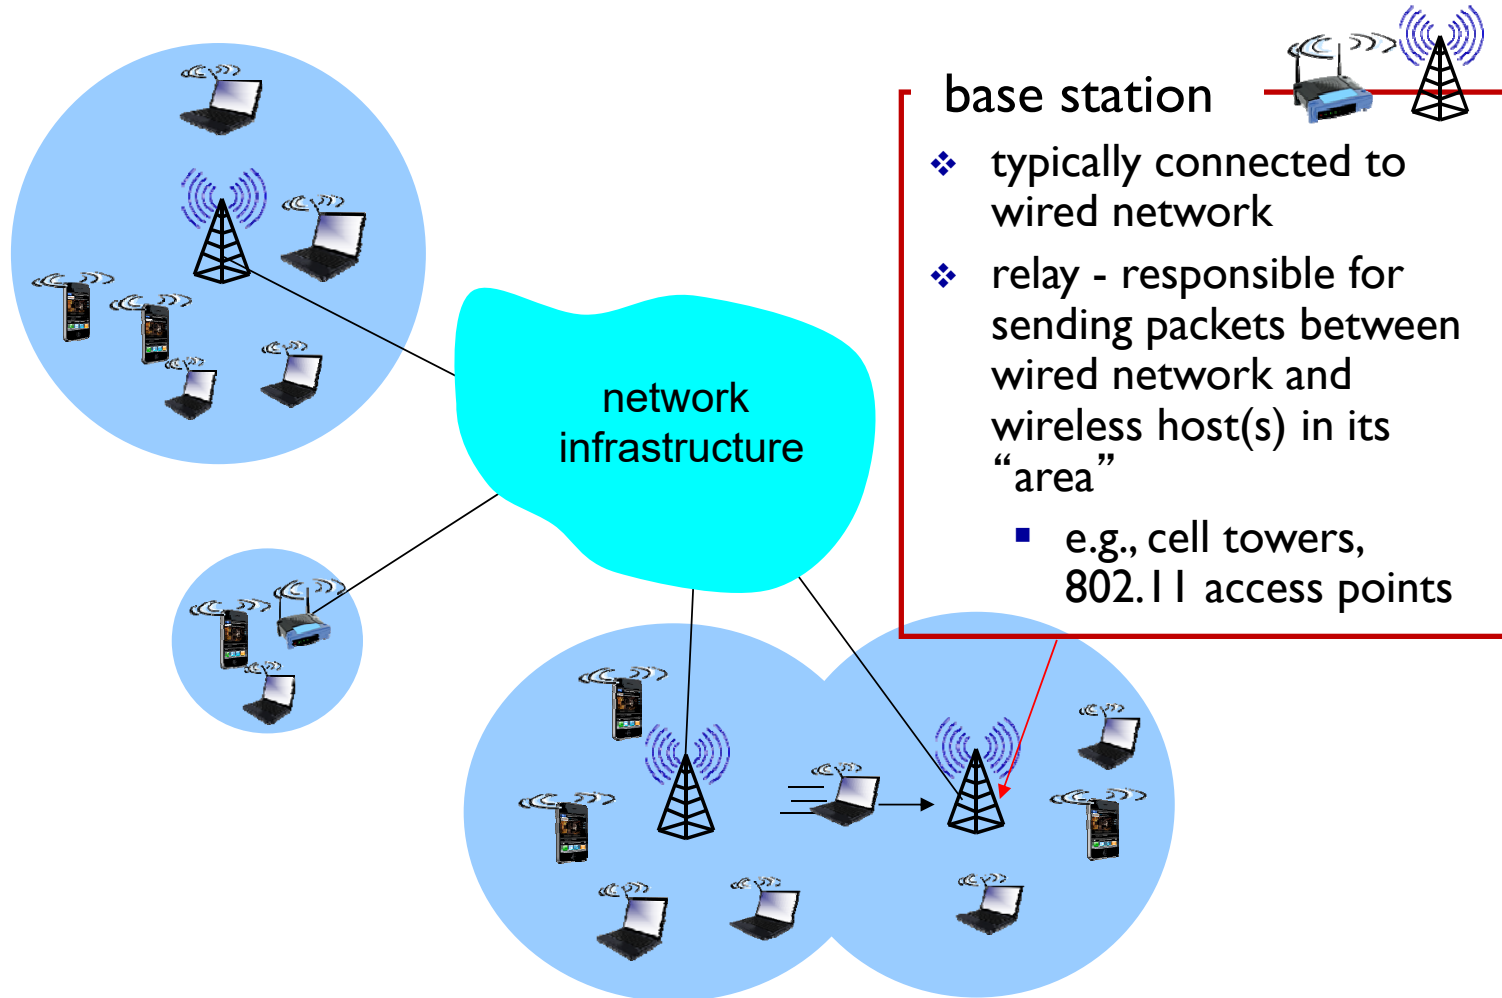 base station
❖ typically connected to
wired network
❖ relay - responsible for
sending packets between
wired network and
wireless host(s) in its
“area”
▪ e.g., cell towers,
802.11 access points
network
infrastructure